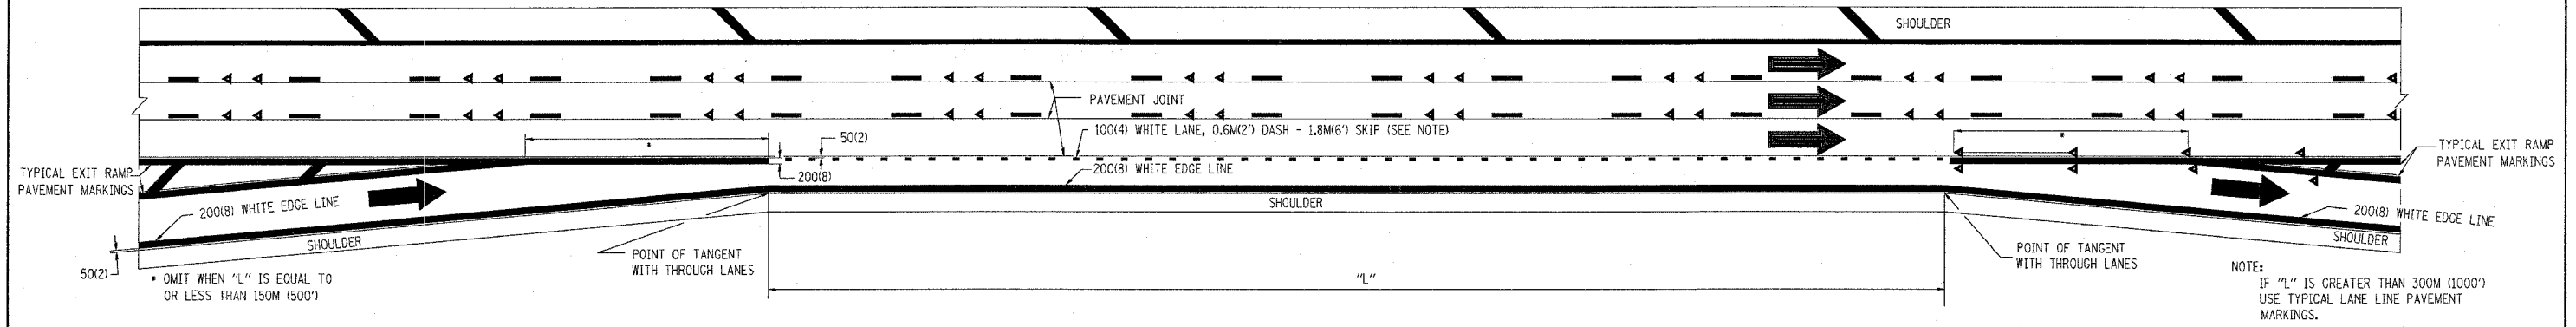 SHOULDER
PAVEMENT JOINT
100(4) WHITE LANE, 0.6M(2') DASH - 1.8M(6') SKIP (SEE NOTE)
50(2)
*
*
TYPICAL EXIT RAMP
PAVEMENT MARKINGS
TYPICAL EXIT RAMP
PAVEMENT MARKINGS
200(8)
200(8) WHITE EDGE LINE
200(8) WHITE EDGE LINE
SHOULDER
200(8) WHITE EDGE LINE
SHOULDER
SHOULDER
50(2)
POINT OF TANGENT
WITH THROUGH LANES
POINT OF TANGENT
WITH THROUGH LANES
"L"
* OMIT WHEN "L" IS EQUAL TO
OR LESS THAN 150M (500')
NOTE:
IF "L" IS GREATER THAN 300M (1000')
USE TYPICAL LANE LINE PAVEMENT
MARKINGS.